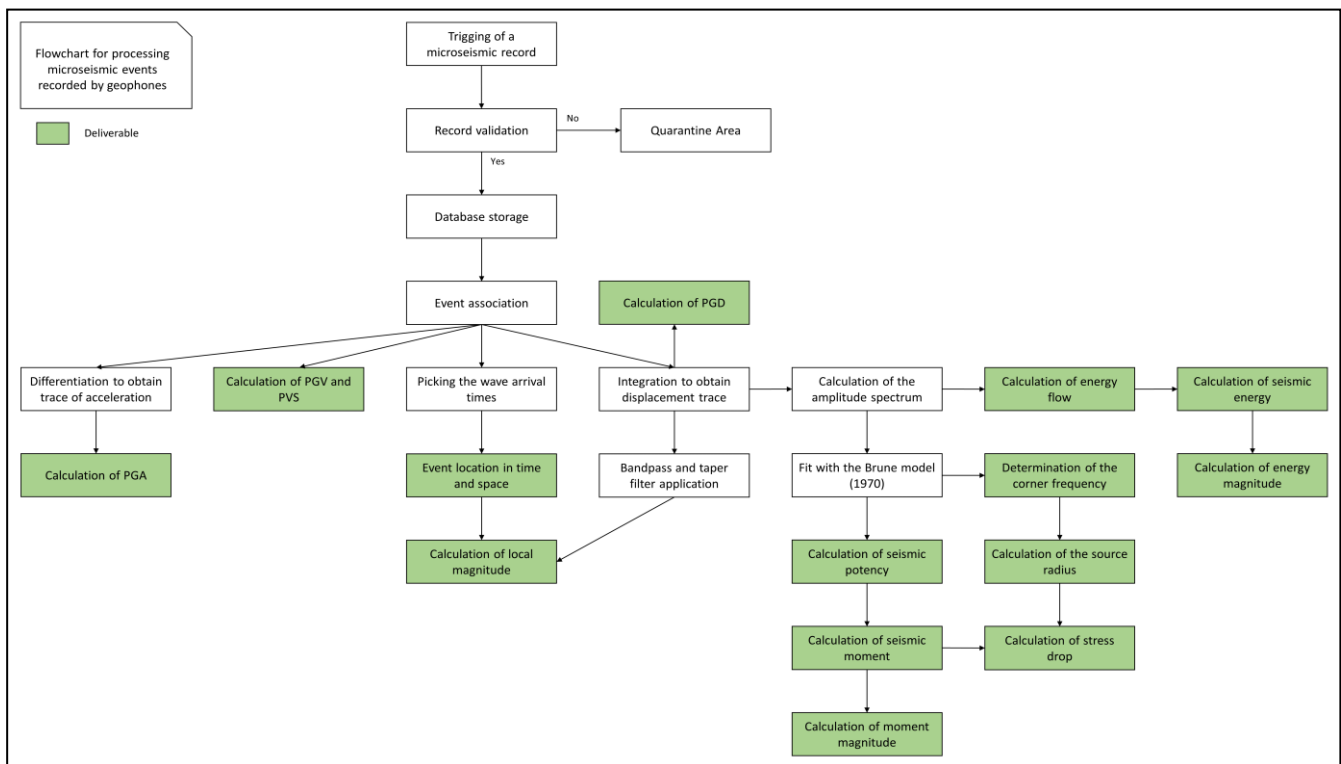 Flowchart for processing
microseismic events
recorded by geophones
Deliverable
Trigging of a
microseismic record
Record validation
No
Quarantine Area
Yes
Database storage
Event association
Calculation of PGD
Differentiation to obtain
trace of acceleration
Calculation of PGV and
PVS
Picking the wave arrival
times
Integration to obtain
displacement trace
Calculation of the
amplitude spectrum
Calculation of energy
flow
Calculation of seismic
energy
Calculation of PGA
Event location in time
and space
Bandpass and taper
filter application
Fit with the Brune model
(1970)
Determination of the
corner frequency
Calculation of energy
magnitude
Calculation of local
magnitude
Calculation of seismic
potency
Calculation of the source
radius
Calculation of seismic
moment
Calculation of stress
drop
Calculation of moment
magnitude